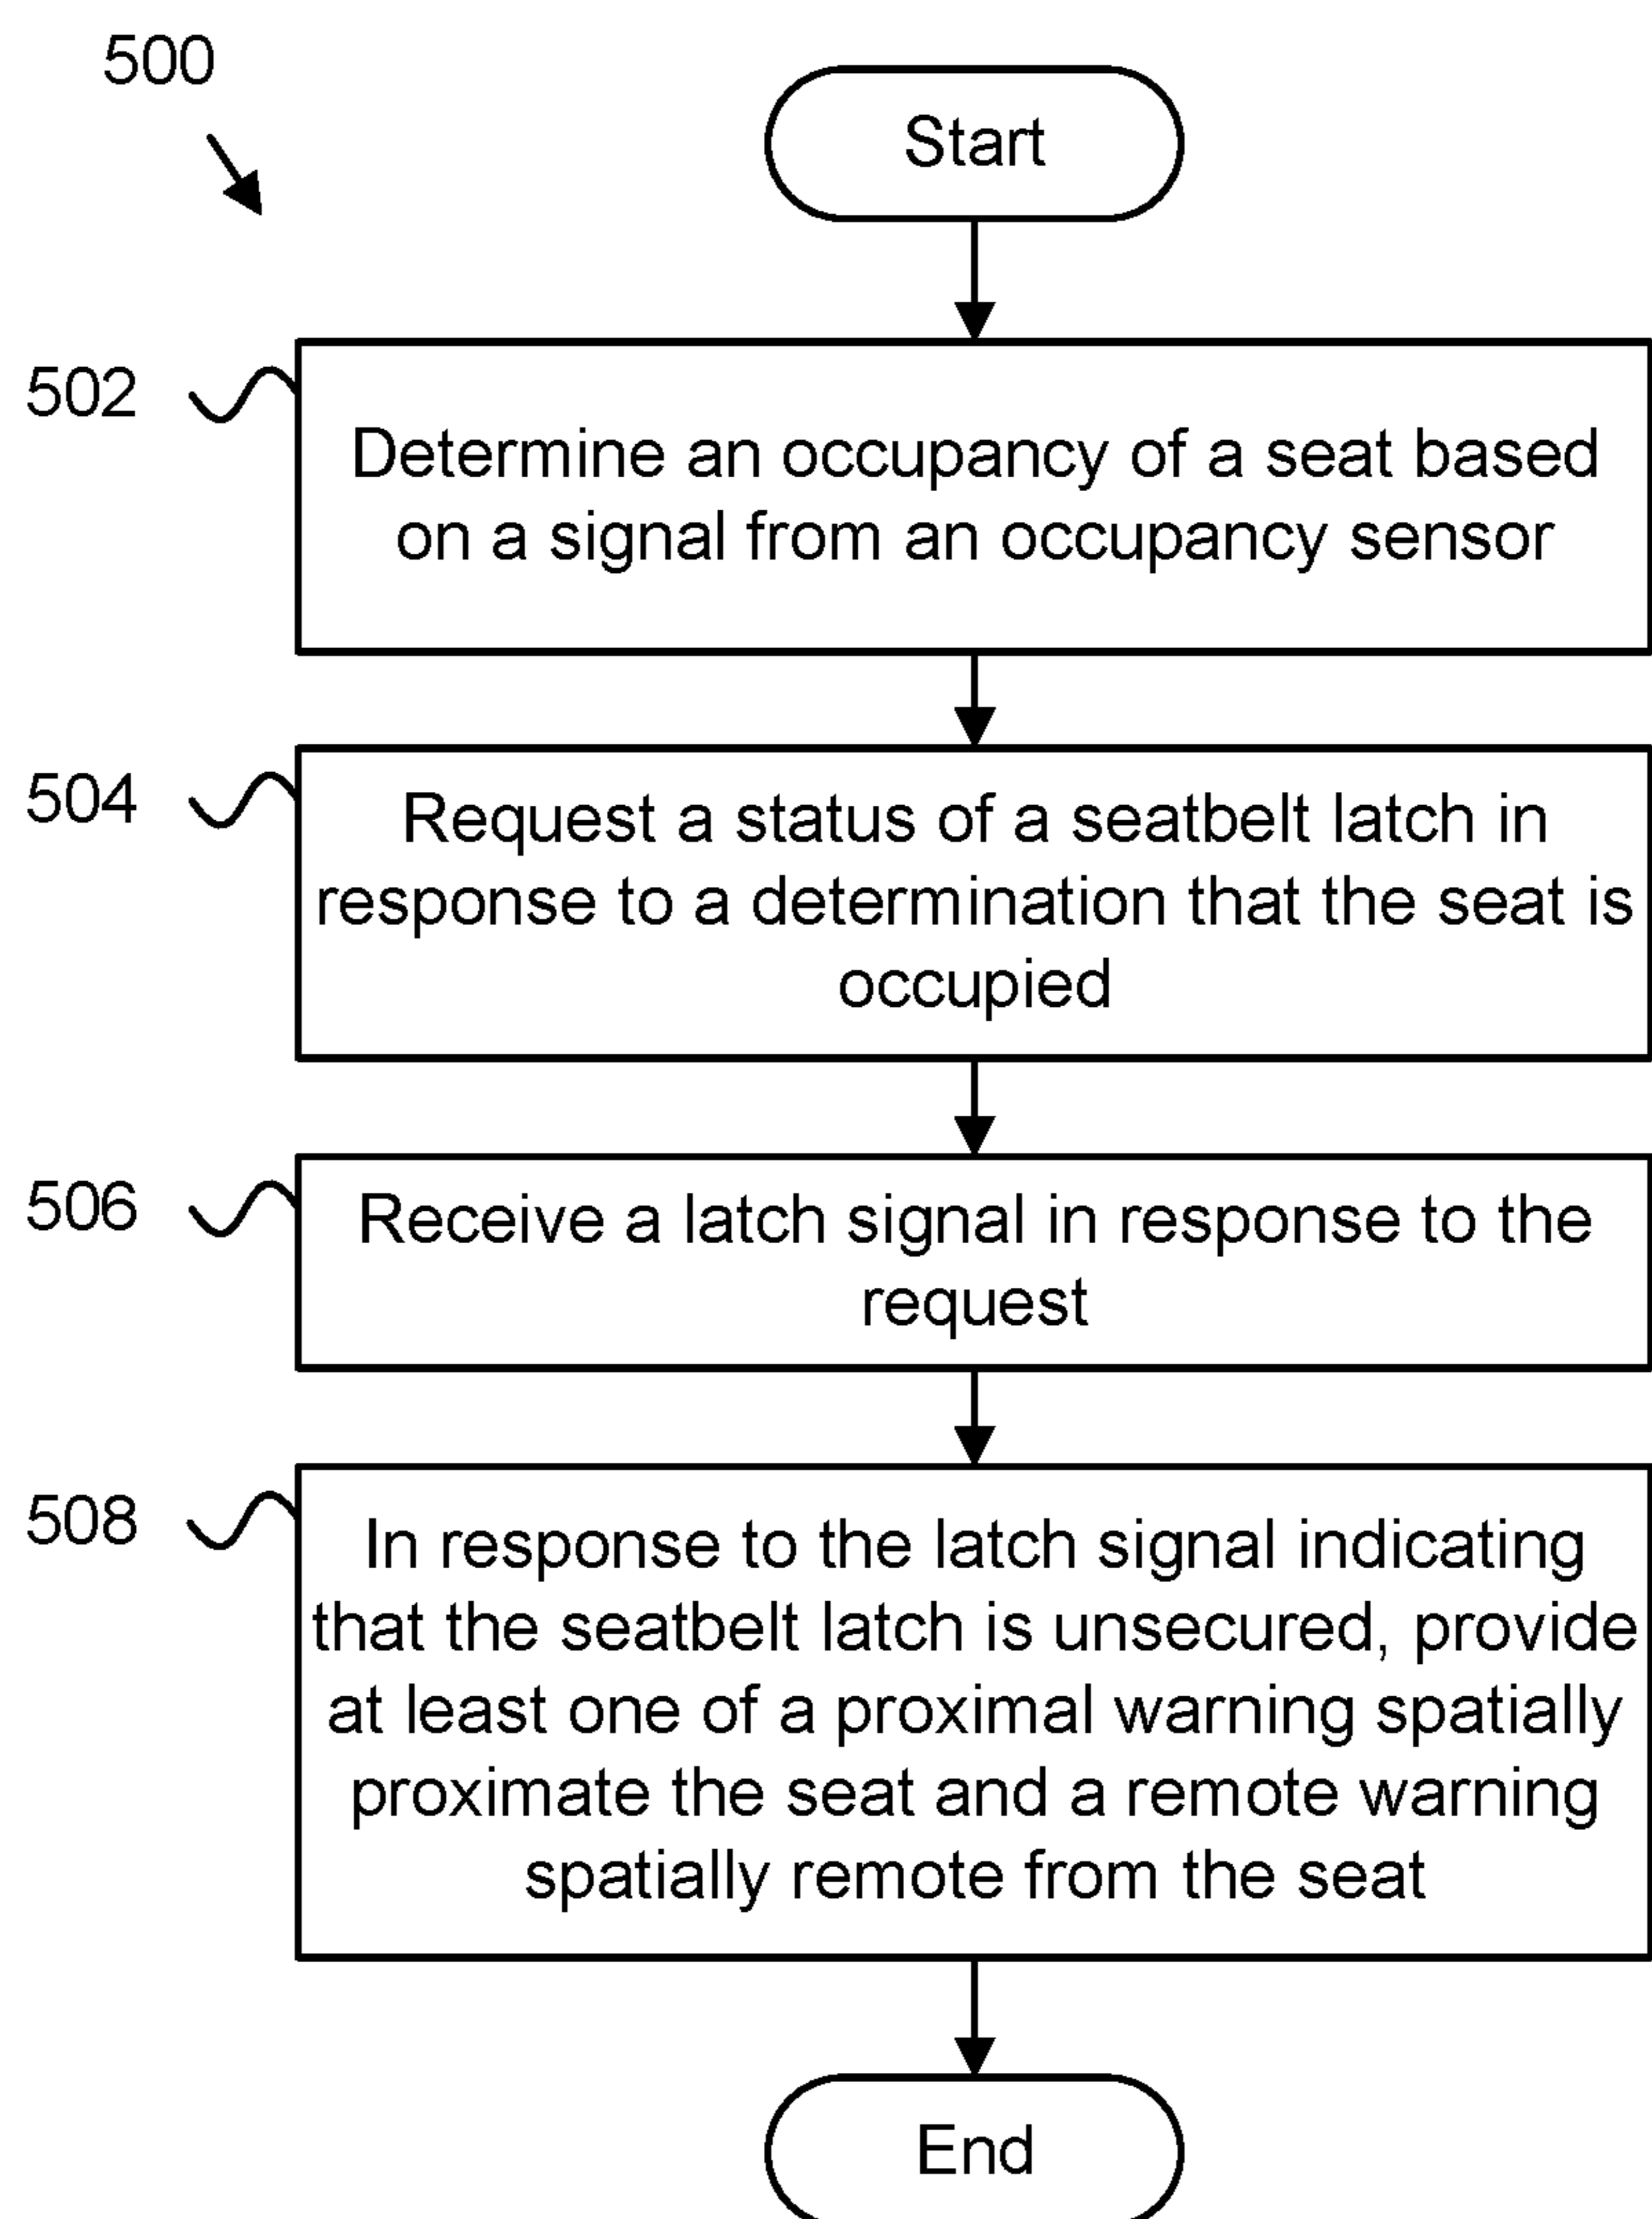 500
Start
502
Determine an occupancy of a seat based
on a signal from an occupancy sensor
504
Request a status of a seatbelt latch in
response to a determination that the seat is
occupied
506
Receive a latch signal in response to the
request
508
In response to the latch signal indicating
that the seatbelt latch is unsecured, provide
at least one of a proximal warning spatially
proximate the seat and a remote warning
spatially remote from the seat
End